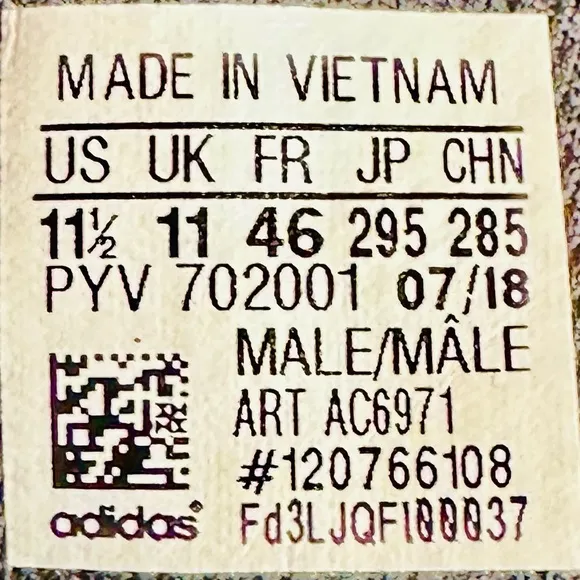 MADE IN VIETNAM
US UK FR JP CHN
11½ 11 46 295 285
PYV 702001 07/18
MALE/MÂLE
ART AC6971
#120766108
adidas® Fd3LJQFI00037